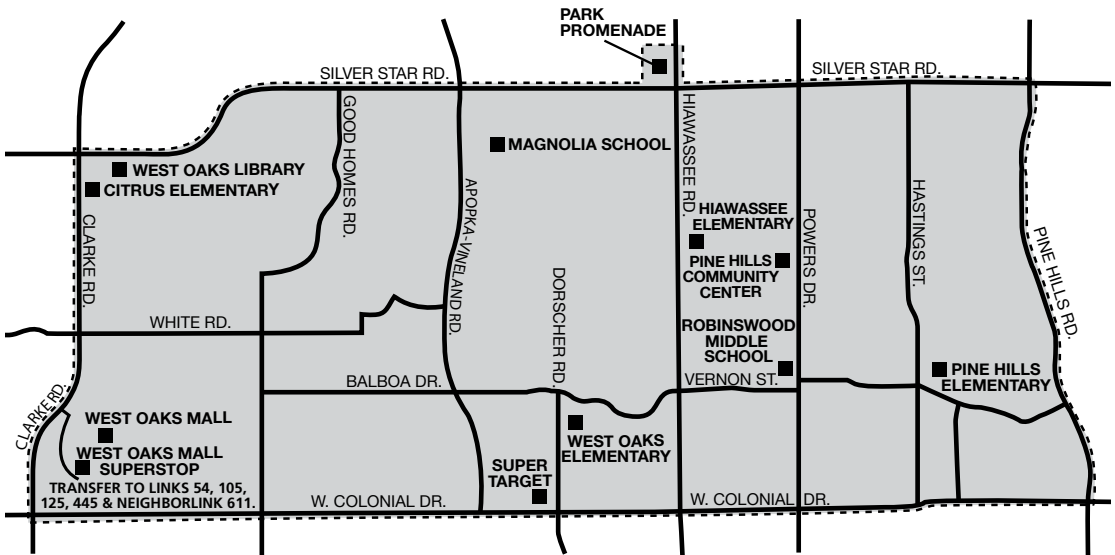 PARK
PROMENADE
SILVER STAR RD.
SILVER STAR RD.
GOOD HOMES RD.
HIAWASSEE RD.
MAGNOLIA SCHOOL
WEST OAKS LIBRARY
CITRUS ELEMENTARY
CLARKE RD.
APOPKA-VINELAND RD.
HASTINGS ST.
HIAWASSEE
ELEMENTARY
POWERS DR.
PINE HILLS RD.
PINE HILLS
COMMUNITY
CENTER
DORSCHER RD.
WHITE RD.
ROBINSWOOD
MIDDLE
SCHOOL
BALBOA DR.
VERNON ST.
PINE HILLS
ELEMENTARY
CLARKE RD.
WEST OAKS MALL
WEST OAKS
ELEMENTARY
WEST OAKS MALL
SUPERSTOP
SUPER
TARGET
TRANSFER TO LINKS 54, 105,
125, 445 & NEIGHBORLINK 611.
W. COLONIAL DR.
W. COLONIAL DR.